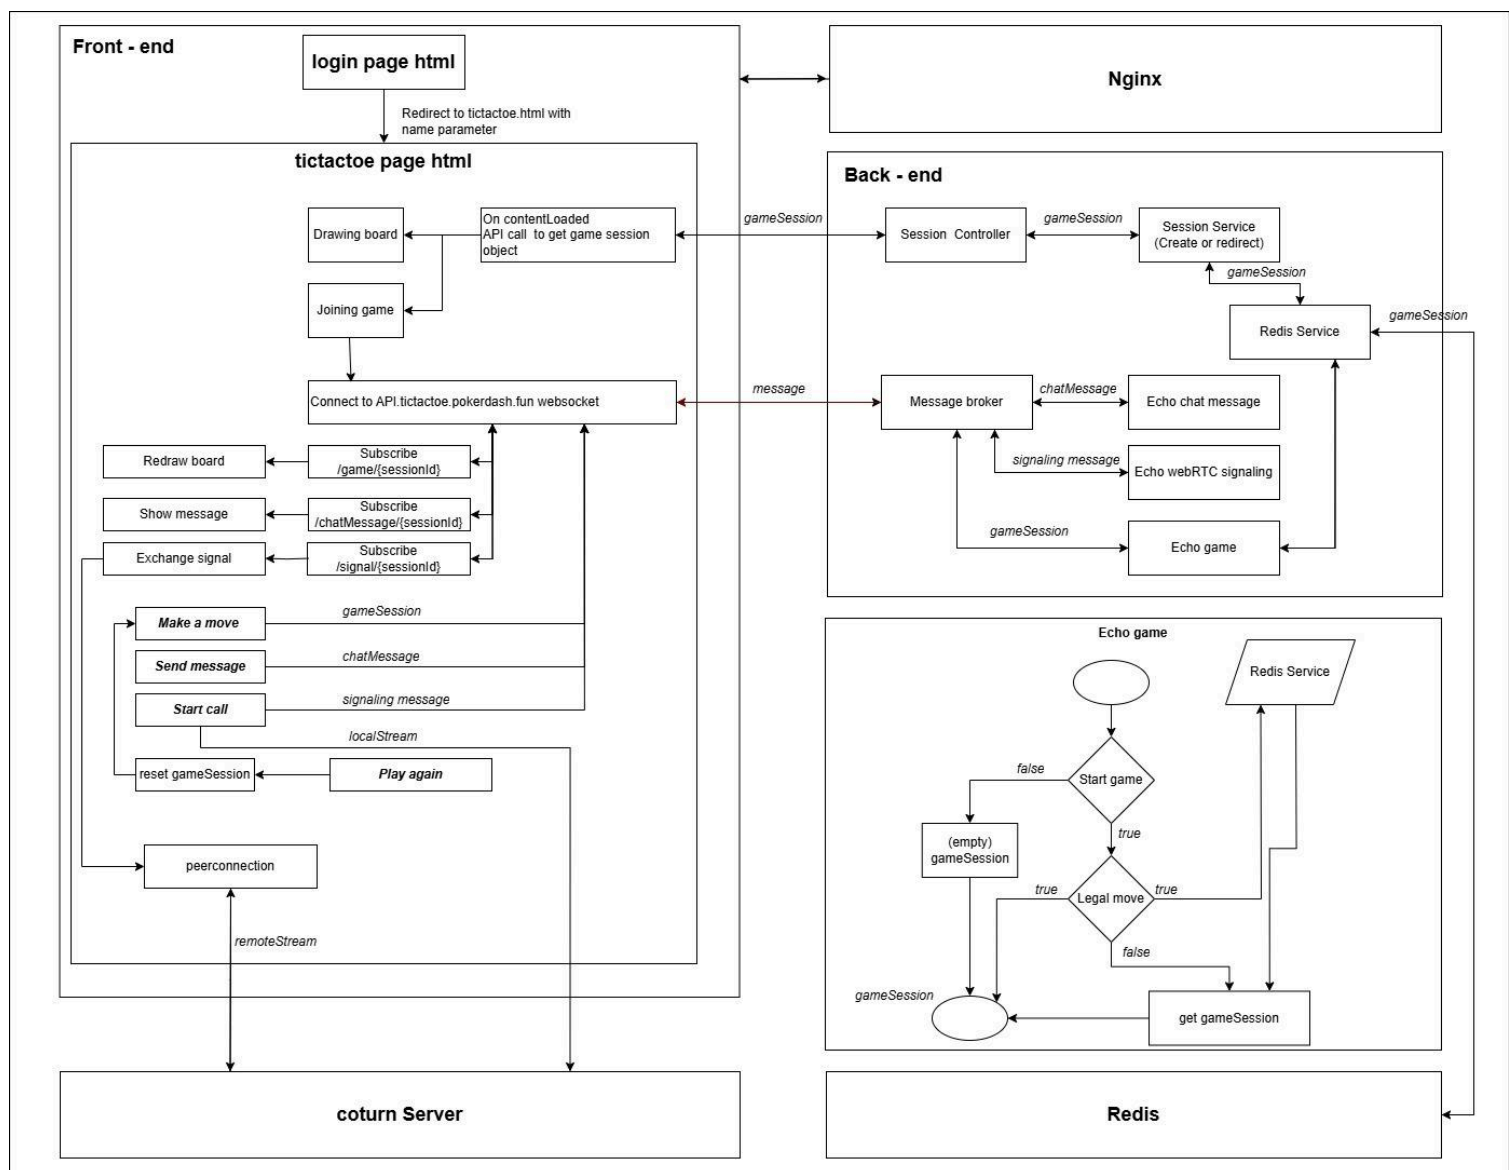 Front - end
login page html
Redirect to tictactoe.html with
name parameter
tictactoe page html
Drawing board
On contentLoaded
API call to get game session
object
Joining game
Connect to API.tictactoe.pokerdash.fun websocket
Redraw board
Subscribe
/game/{sessionId}
Show message
Subscribe
/chatMessage/{sessionId}
Exchange signal
Subscribe
/signal/{sessionId}
Make a move
gameSession
Send message
chatMessage
Start call
signaling message
localStream
reset gameSession
Play again
peerconnection
remoteStream
coturn Server
Nginx
Back - end
gameSession
Session Controller
gameSession
Session Service
(Create or redirect)
gameSession
Redis Service
gameSession
message
Message broker
chatMessage
Echo chat message
signaling message
Echo webRTC signaling
gameSession
Echo game
Echo game
Redis Service
Start game
false
true
(empty)
gameSession
Legal move
true
true
false
gameSession
get gameSession
Redis